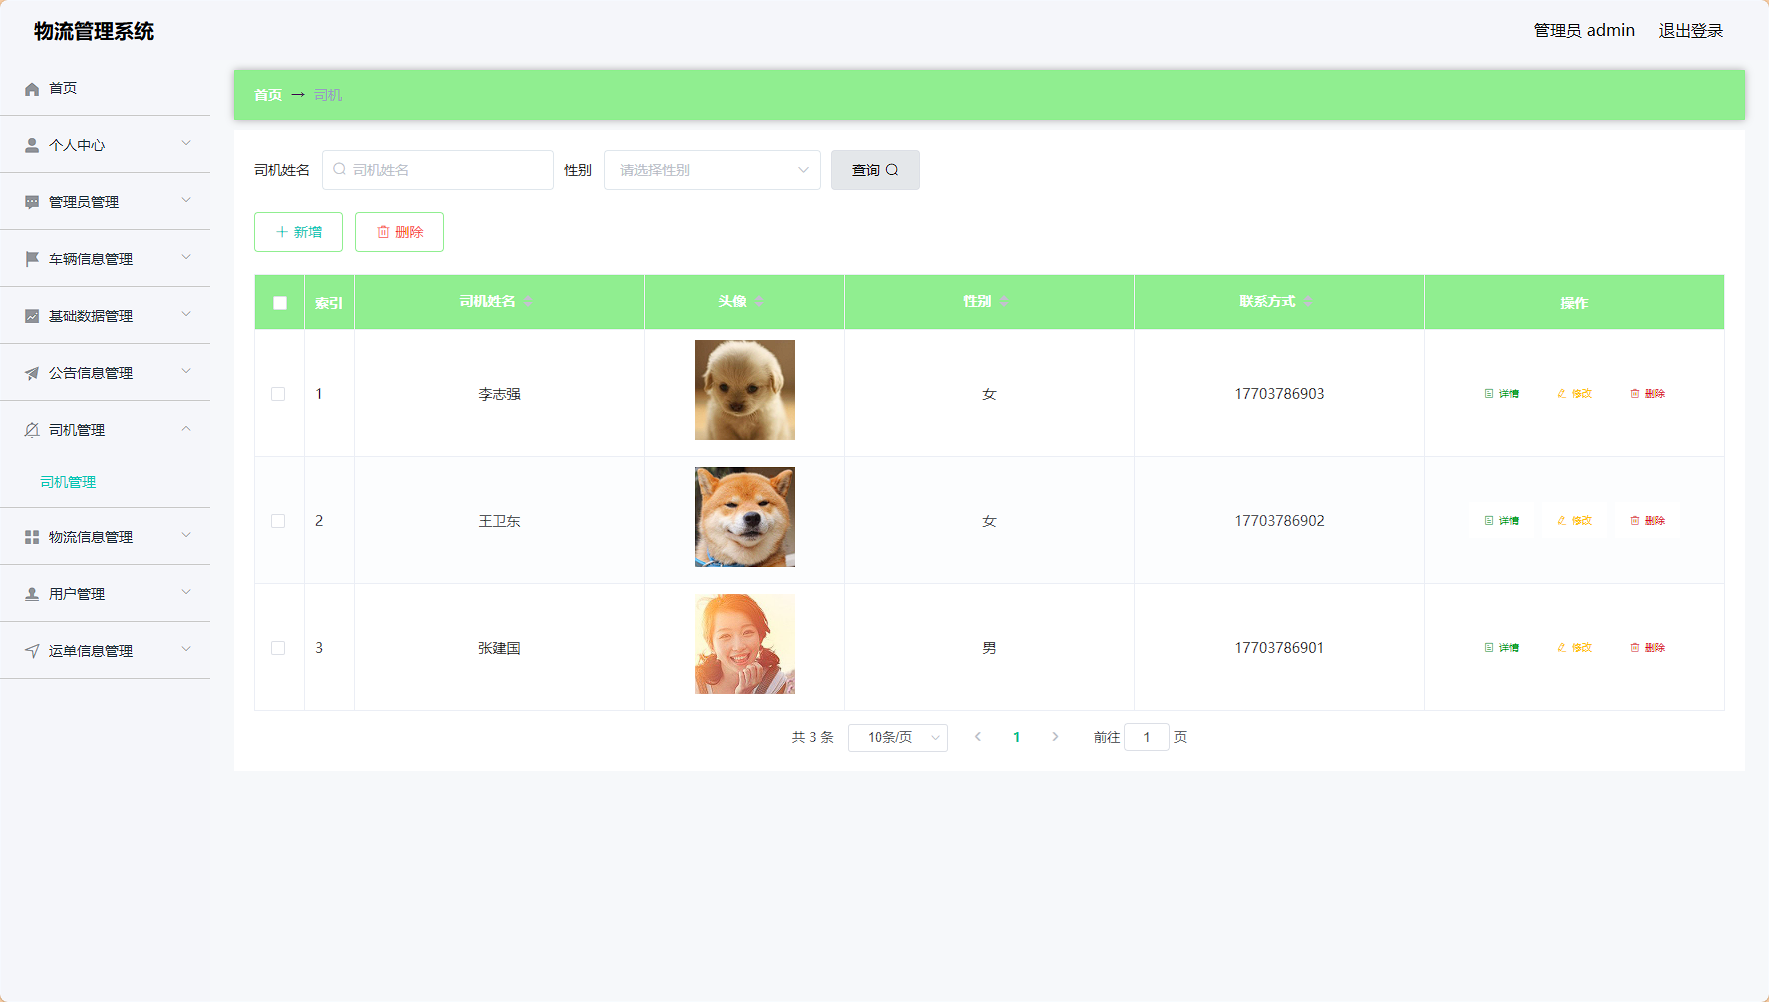 物流管理系统
管理员 admin 退出登录
首页
个人中心
管理员管理
车辆信息管理
基础数据管理
公告信息管理
司机管理
司机管理
物流信息管理
用户管理
运单信息管理
首页 → 司机
司机姓名 司机姓名 性别 请选择性别 查询
新增 删除
索引 司机姓名 头像 性别 联系方式 操作
1 李志强 女 17703786903 详情 修改 删除
2 王卫东 女 17703786902 详情 修改 删除
3 张建国 男 17703786901 详情 修改 删除
共 3 条 10条/页 1 前往 1 页